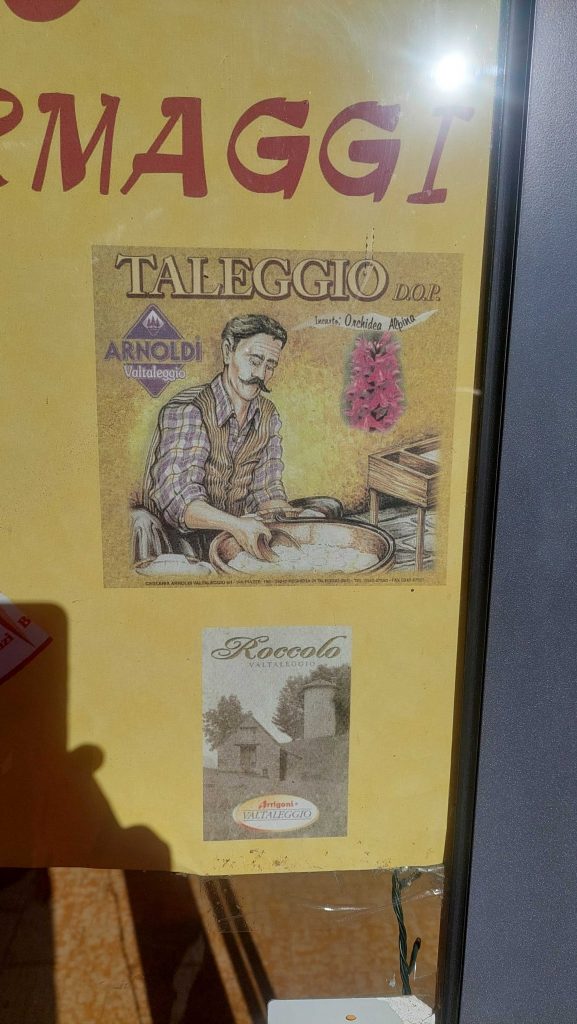 RMAGGI
TALEGGIO D.O.P.
Incarto: Orchidea Alpina
ARNOLDI
Valtaleggio
Roccolo
VALTALEGGIO
Arrigoni
VALTALEGGIO
B